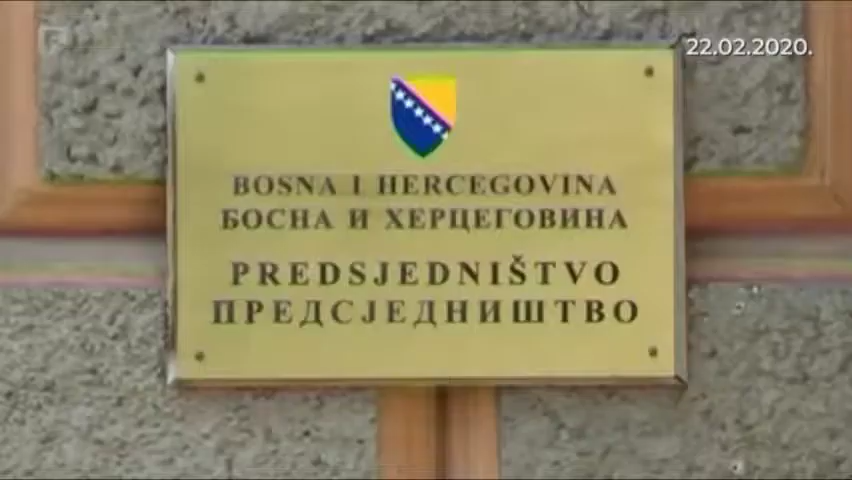 22.02.2020.
BOSNA I HERCEGOVINA
БОСНА И ХЕРЦЕГОВИНА
PREDSJEDNIŠTVO
ПРЕДСЈЕДНИШТВО